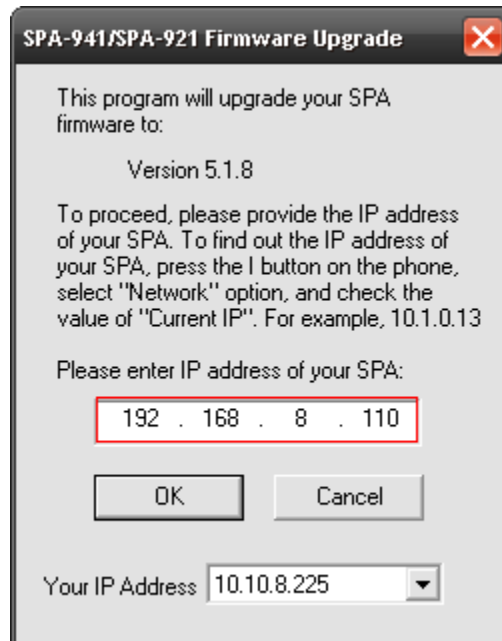 SPA-941/SPA-921 Firmware Upgrade
This program will upgrade your SPA
firmware to:
Version 5.1.8
To proceed, please provide the IP address
of your SPA. To find out the IP address of
your SPA, press the I button on the phone,
select "Network" option, and check the
value of "Current IP". For example, 10.1.0.13
Please enter IP address of your SPA:
192 . 168 . 8 . 110
OK Cancel
Your IP Address 10.10.8.225